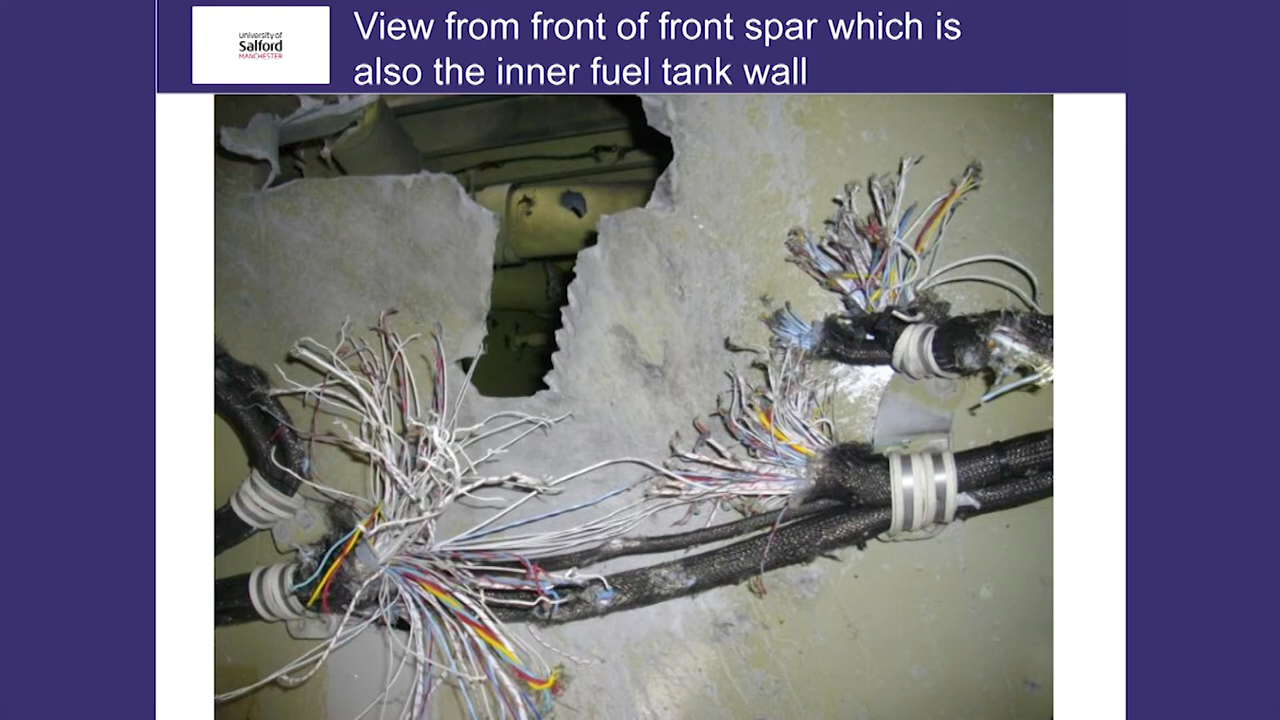 university of
Salford
MANCHESTER
View from front of front spar which is
also the inner fuel tank wall